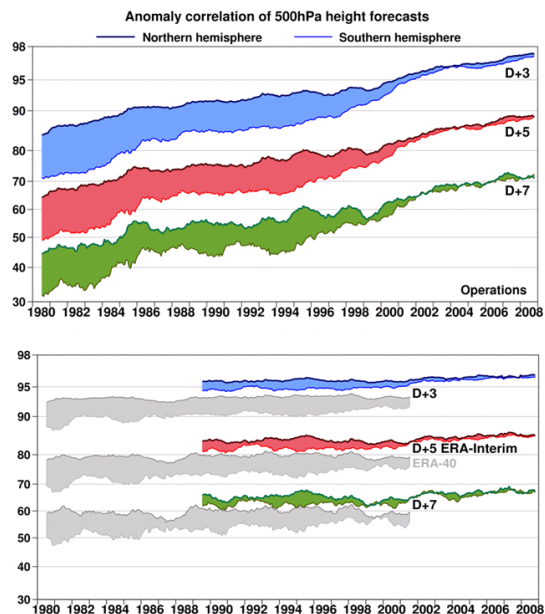 Anomaly correlation of 500hPa height forecasts
Northern hemisphere Southern hemisphere
98
95
90
80
70
60
50
40
30
D+3
D+5
D+7
Operations
1980 1982 1984 1986 1988 1990 1992 1994 1996 1998 2000 2002 2004 2006 2008
98
95
90
80
70
60
50
40
30
D+3
D+5 ERA-Interim
ERA-40
D+7
1980 1982 1984 1986 1988 1990 1992 1994 1996 1998 2000 2002 2004 2006 2008